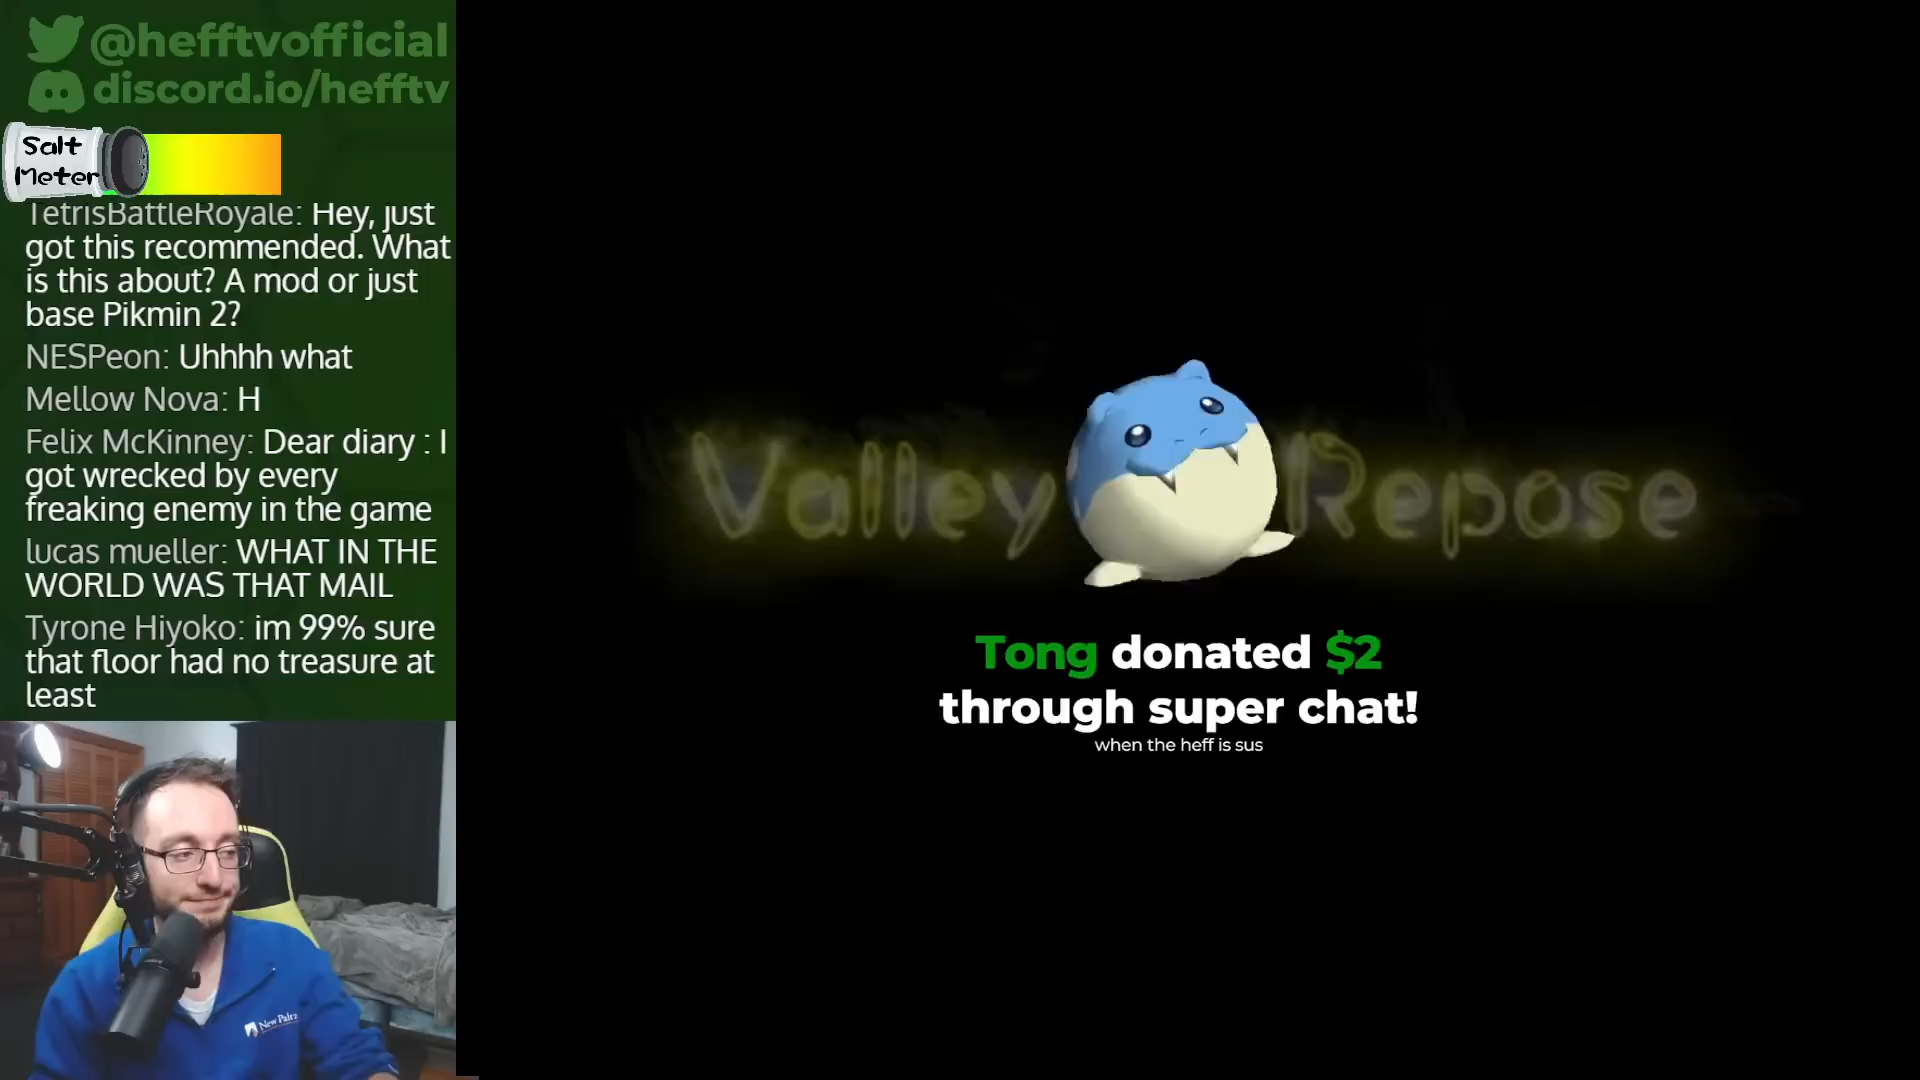 @hefftvofficial
discord.io/hefftv
Salt
Meter
TetrisBattleRoyale: Hey, just
got this recommended. What
is this about? A mod or just
base Pikmin 2?
NESPeon: Uhhhh what
Mellow Nova: H
Felix McKinney: Dear diary : I
got wrecked by every
freaking enemy in the game
lucas mueller: WHAT IN THE
WORLD WAS THAT MAIL
Tyrone Hiyoko: im 99% sure
that floor had no treasure at
least
Valley Repose
Tong donated $2
through super chat!
when the heff is sus
New Paltz